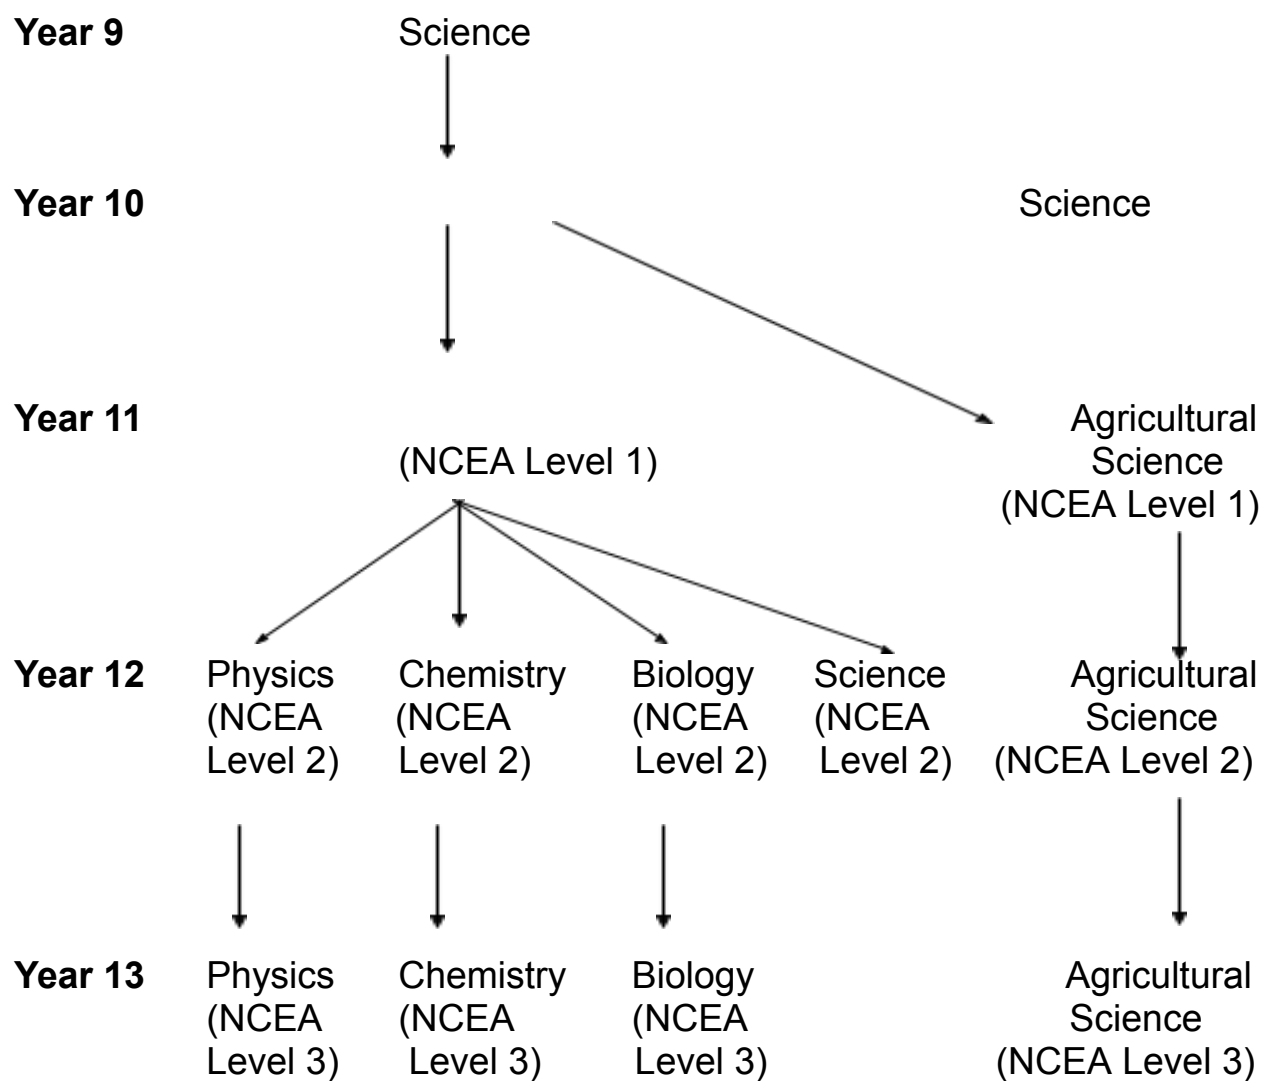 Year 9 Science
Year 10 Science
Year 11 Agricultural
(NCEA Level 1) Science
(NCEA Level 1)
Year 12 Physics Chemistry Biology Science Agricultural
(NCEA (NCEA (NCEA (NCEA Science
Level 2) Level 2) Level 2) Level 2) (NCEA Level 2)
Year 13 Physics Chemistry Biology Agricultural
(NCEA (NCEA (NCEA Science
Level 3) Level 3) Level 3) (NCEA Level 3)